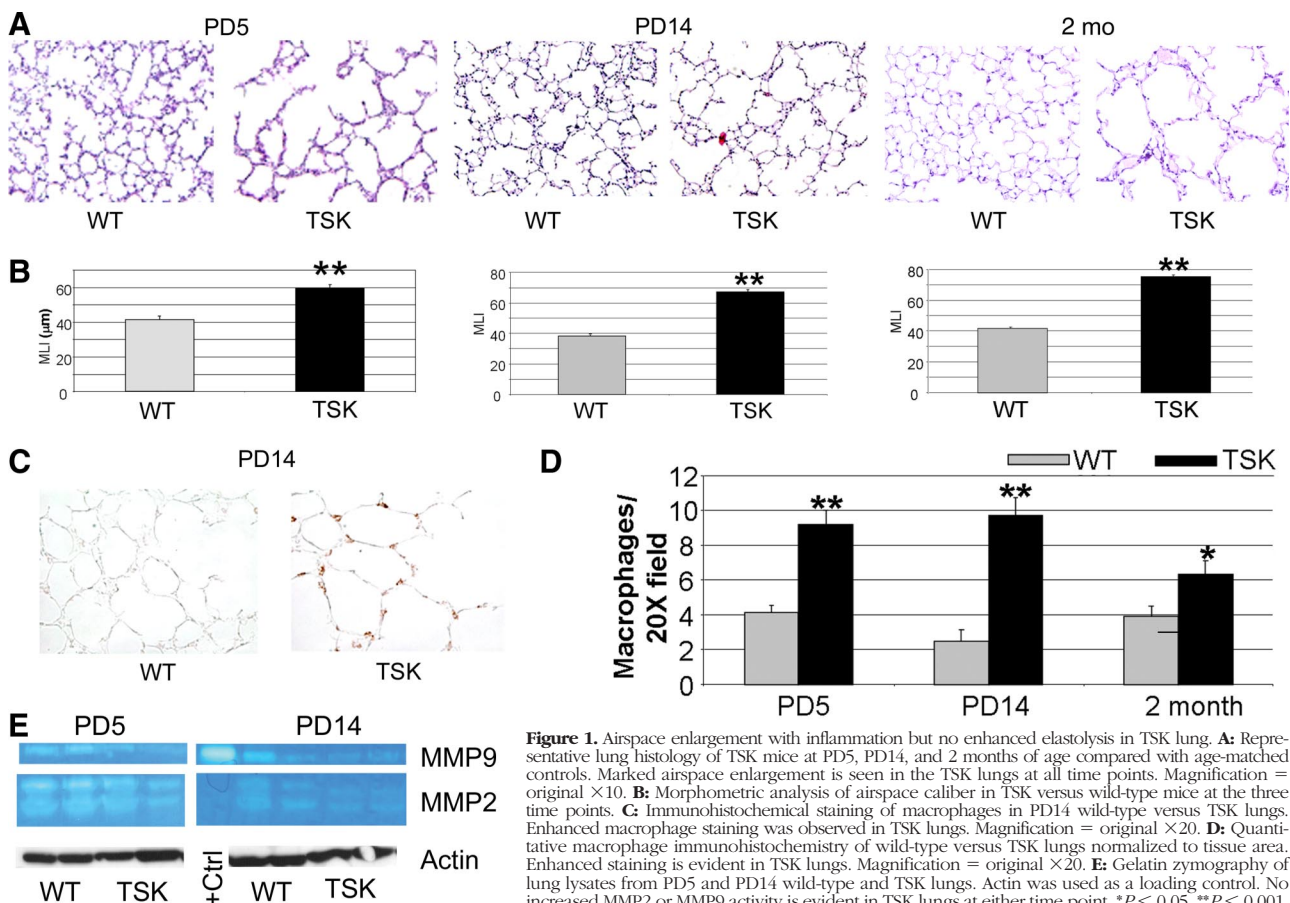 A
PD5
PD14
2 mo
WT
TSK
WT
TSK
WT
TSK
B
MLI (µm)
60
40
20
0
**
WT
TSK
MLI
80
60
40
20
0
**
WT
TSK
MLI
80
60
40
20
0
**
WT
TSK
C
PD14
WT
TSK
D
WT
TSK
Macrophages/
20X field
12
10
8
6
4
2
0
**
**
*
PD5
PD14
2 month
E
PD5
PD14
MMP9
MMP2
Actin
WT
TSK
+Ctrl
WT
TSK
Figure 1. Airspace enlargement with inflammation but no enhanced elastolysis in TSK lung. A: Repre-
sentative lung histology of TSK mice at PD5, PD14, and 2 months of age compared with age-matched
controls. Marked airspace enlargement is seen in the TSK lungs at all time points. Magnification =
original ×10. B: Morphometric analysis of airspace caliber in TSK versus wild-type mice at the three
time points. C: Immunohistochemical staining of macrophages in PD14 wild-type versus TSK lungs.
Enhanced macrophage staining was observed in TSK lungs. Magnification = original ×20. D: Quanti-
tative macrophage immunohistochemistry of wild-type versus TSK lungs normalized to tissue area.
Enhanced staining is evident in TSK lungs. Magnification = original ×20. E: Gelatin zymography of
lung lysates from PD5 and PD14 wild-type and TSK lungs. Actin was used as a loading control. No
increased MMP2 or MMP9 activity is evident in TSK lungs at either time point. *P ≤ 0.05, **P ≤ 0.001.